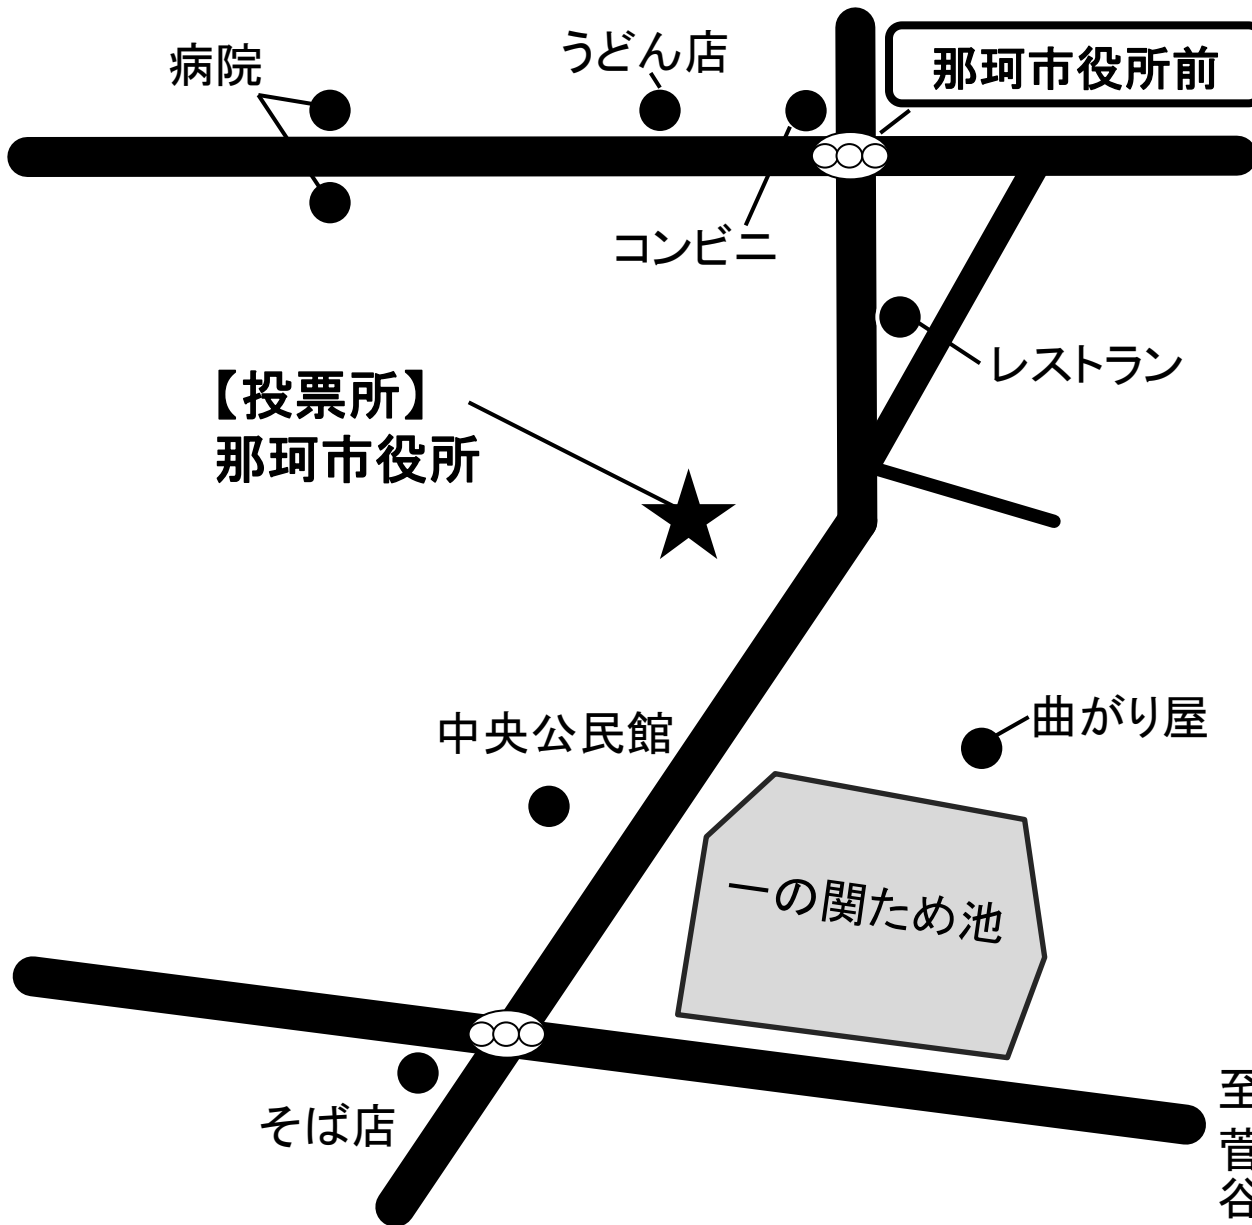 病院
うどん店
那珂市役所前
コンビニ
レストラン
【投票所】
那珂市役所
曲がり屋
中央公民館
一の関ため池
至
菅
谷
そば店